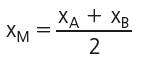 x_M = (x_A + x_B) / 2